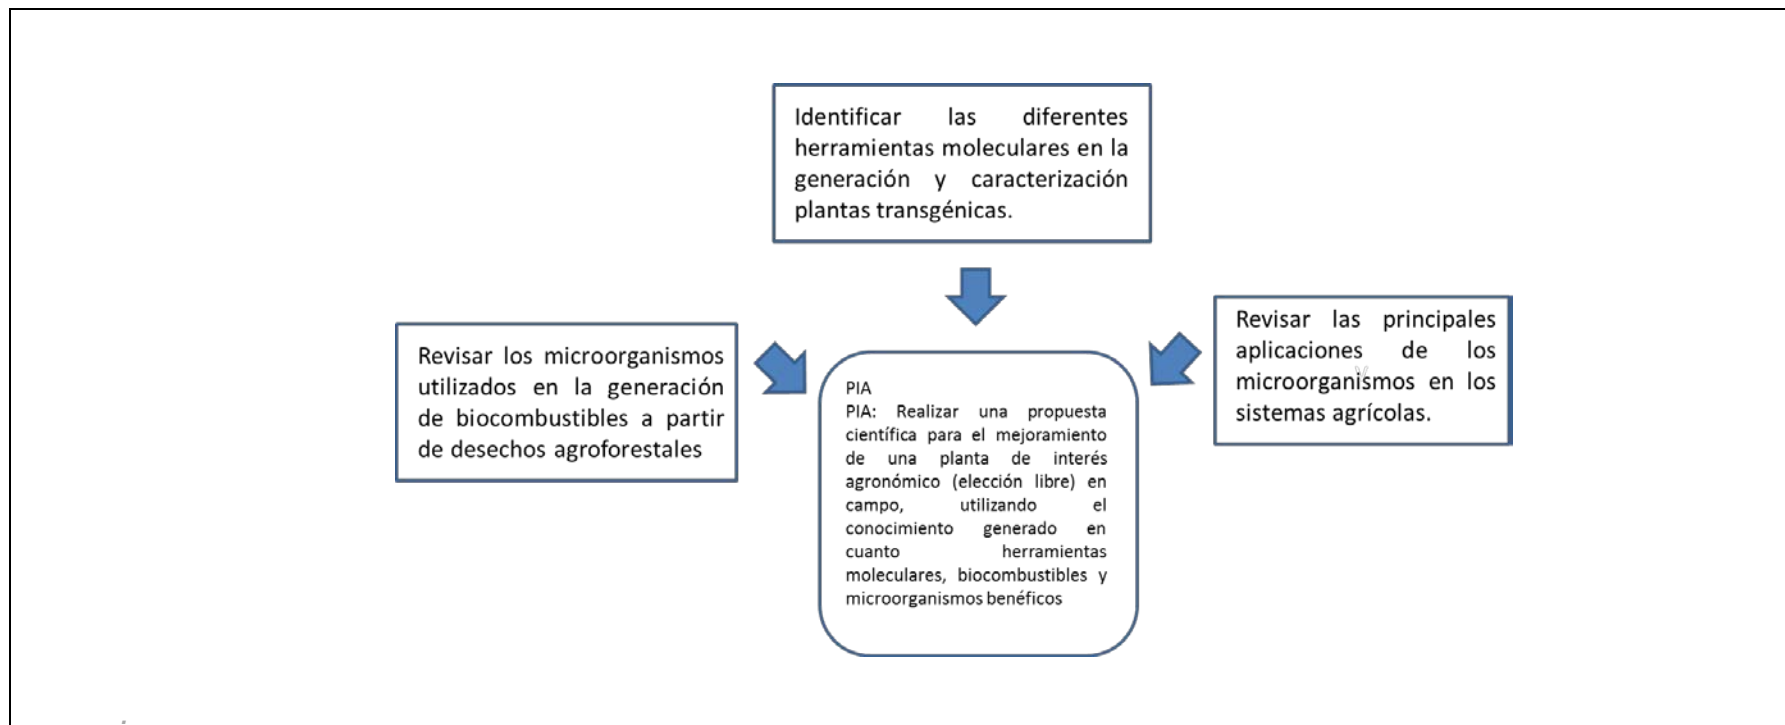 Identificar las diferentes
herramientas moleculares en la
generación y caracterización
plantas transgénicas.
Revisar los microorganismos
utilizados en la generación
de biocombustibles a partir
de desechos agroforestales
Revisar las principales
aplicaciones de los
microorganismos en los
sistemas agrícolas.
PIA
PIA: Realizar una propuesta
científica para el mejoramiento
de una planta de interés
agronómico (elección libre) en
campo, utilizando el
conocimiento generado en
cuanto herramientas
moleculares, biocombustibles y
microorganismos benéficos